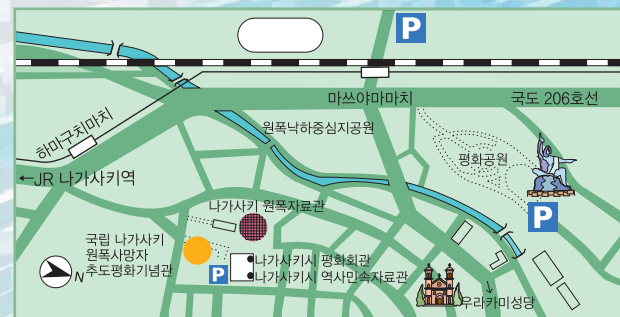 P
마쓰야마마치
국도 206호선
하마구치마치
원폭낙하중심지공원
평화공원
←JR 나가사키역
나가사키 원폭자료관
P
국립 나가사키
원폭사망자
추도평화기념관
N
P
나가사키시 평화회관
나가사키시 역사민속자료관
우라카미성당